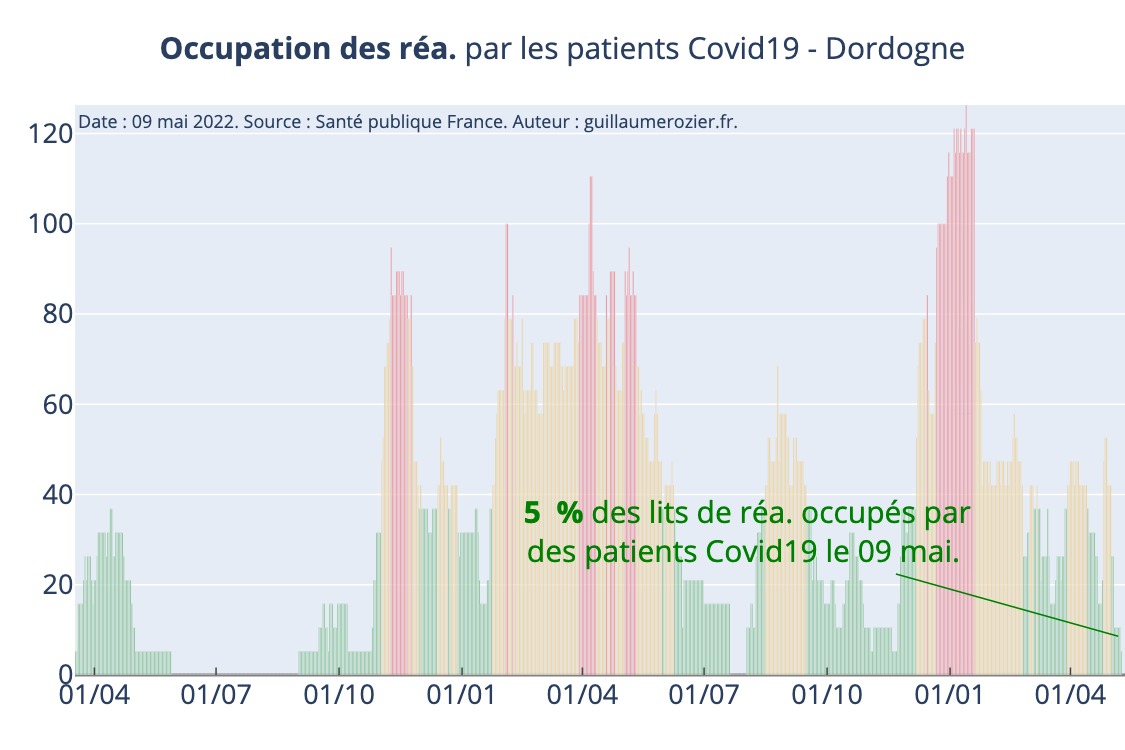 Occupation des réa. par les patients Covid19 - Dordogne
Date : 09 mai 2022. Source : Santé publique France. Auteur : guillaumerozier.fr.
120
100
80
60
40
20
0
5 % des lits de réa. occupés par
des patients Covid19 le 09 mai.
01/04 01/07 01/10 01/01 01/04 01/07 01/10 01/01 01/04